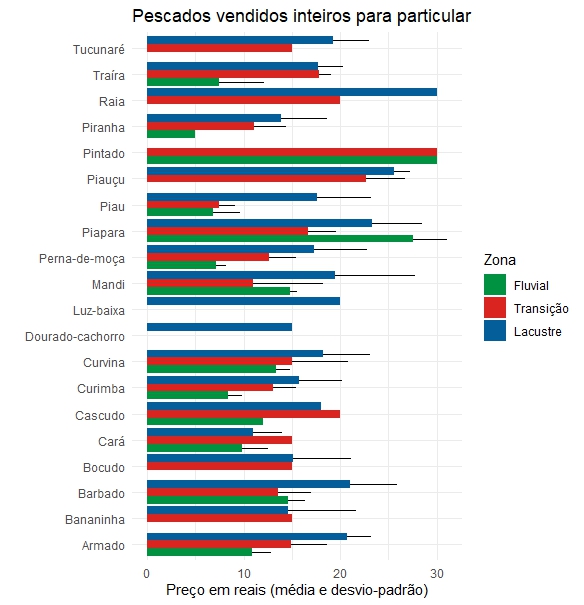 Pescados vendidos inteiros para particular
Tucunaré
Traíra
Raia
Piranha
Pintado
Piauçu
Piau
Piapara
Perna-de-moça
Mandi
Luz-baixa
Dourado-cachorro
Curvina
Curimba
Cascudo
Cará
Bocudo
Barbado
Bananinha
Armado
0 10 20 30
Preço em reais (média e desvio-padrão)
Zona
Fluvial
Transição
Lacustre